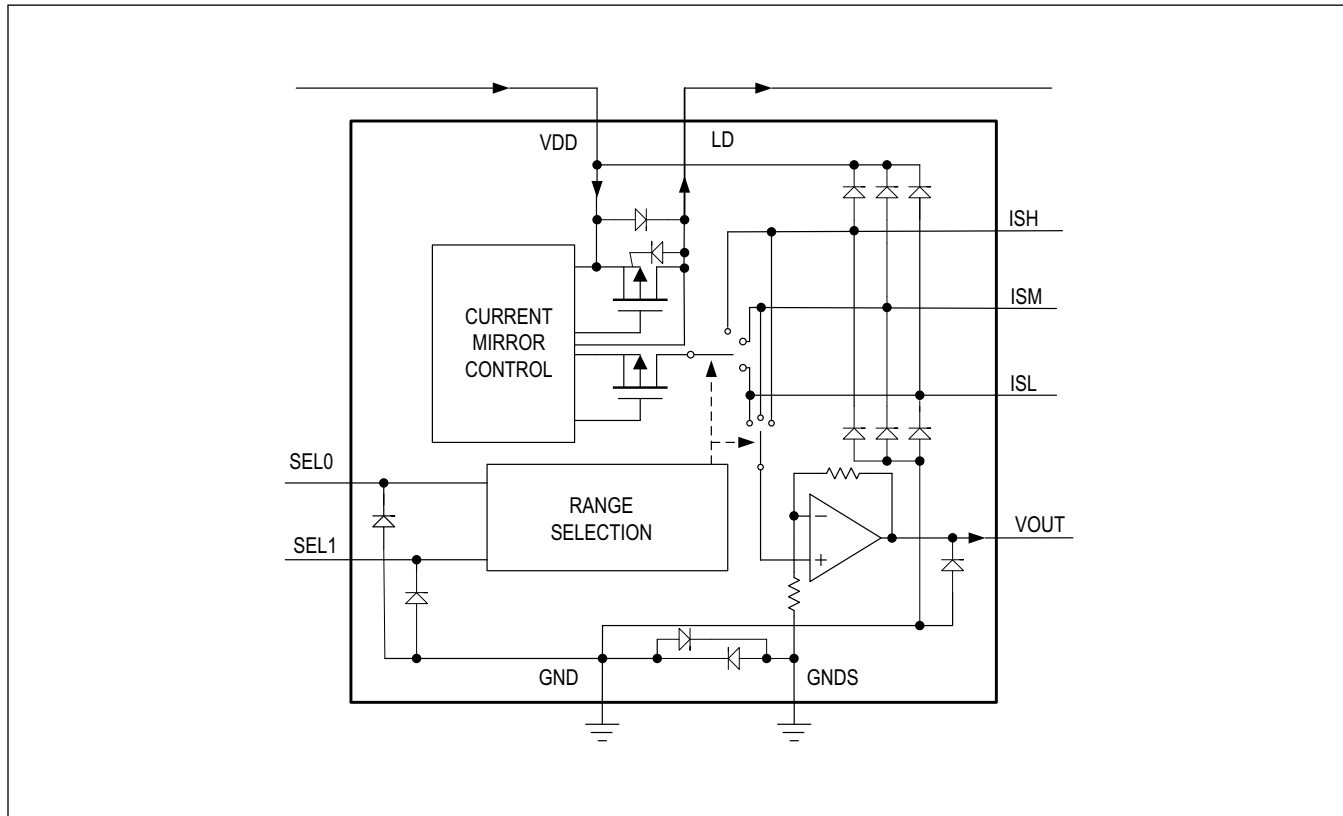 VDD
LD
ISH
ISM
CURRENT
MIRROR
CONTROL
ISL
SEL0
RANGE
SELECTION
SEL1
VOUT
GND
GNDS